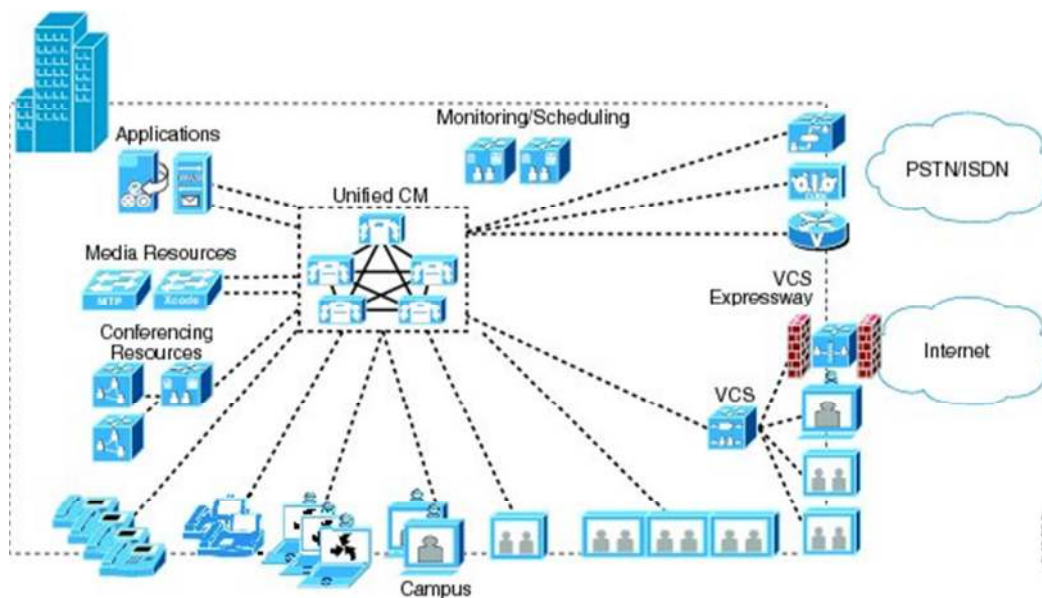 Applications
Monitoring/Scheduling
PSTN/ISDN
Unified CM
Media Resources
MTP
Xcode
VCS
Expressway
Conferencing
Resources
Internet
VCS
V
Campus